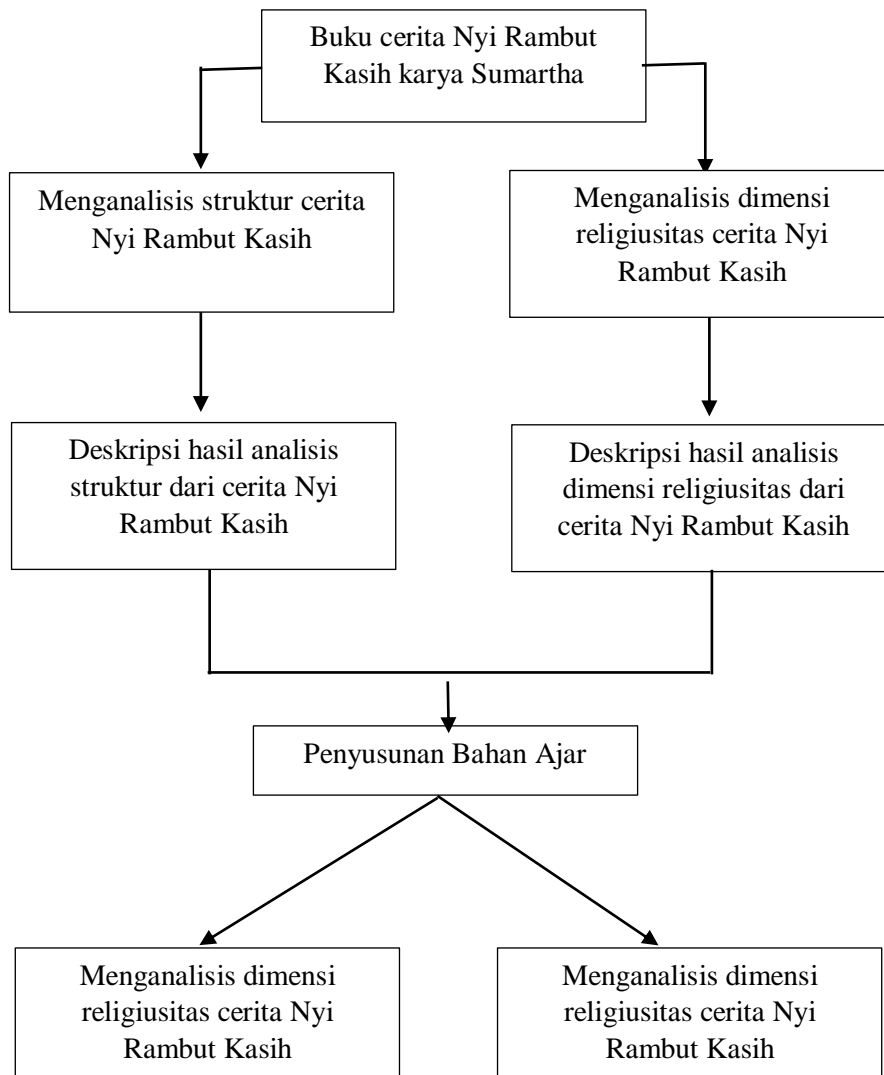 Buku cerita Nyi Rambut
Kasih karya Sumartha
Menganalisis struktur cerita
Nyi Rambut Kasih
Menganalisis dimensi
religiusitas cerita Nyi
Rambut Kasih
Deskripsi hasil analisis
struktur dari cerita Nyi
Rambut Kasih
Deskripsi hasil analisis
dimensi religiusitas dari
cerita Nyi Rambut Kasih
Penyusunan Bahan Ajar
Menganalisis dimensi
religiusitas cerita Nyi
Rambut Kasih
Menganalisis dimensi
religiusitas cerita Nyi
Rambut Kasih